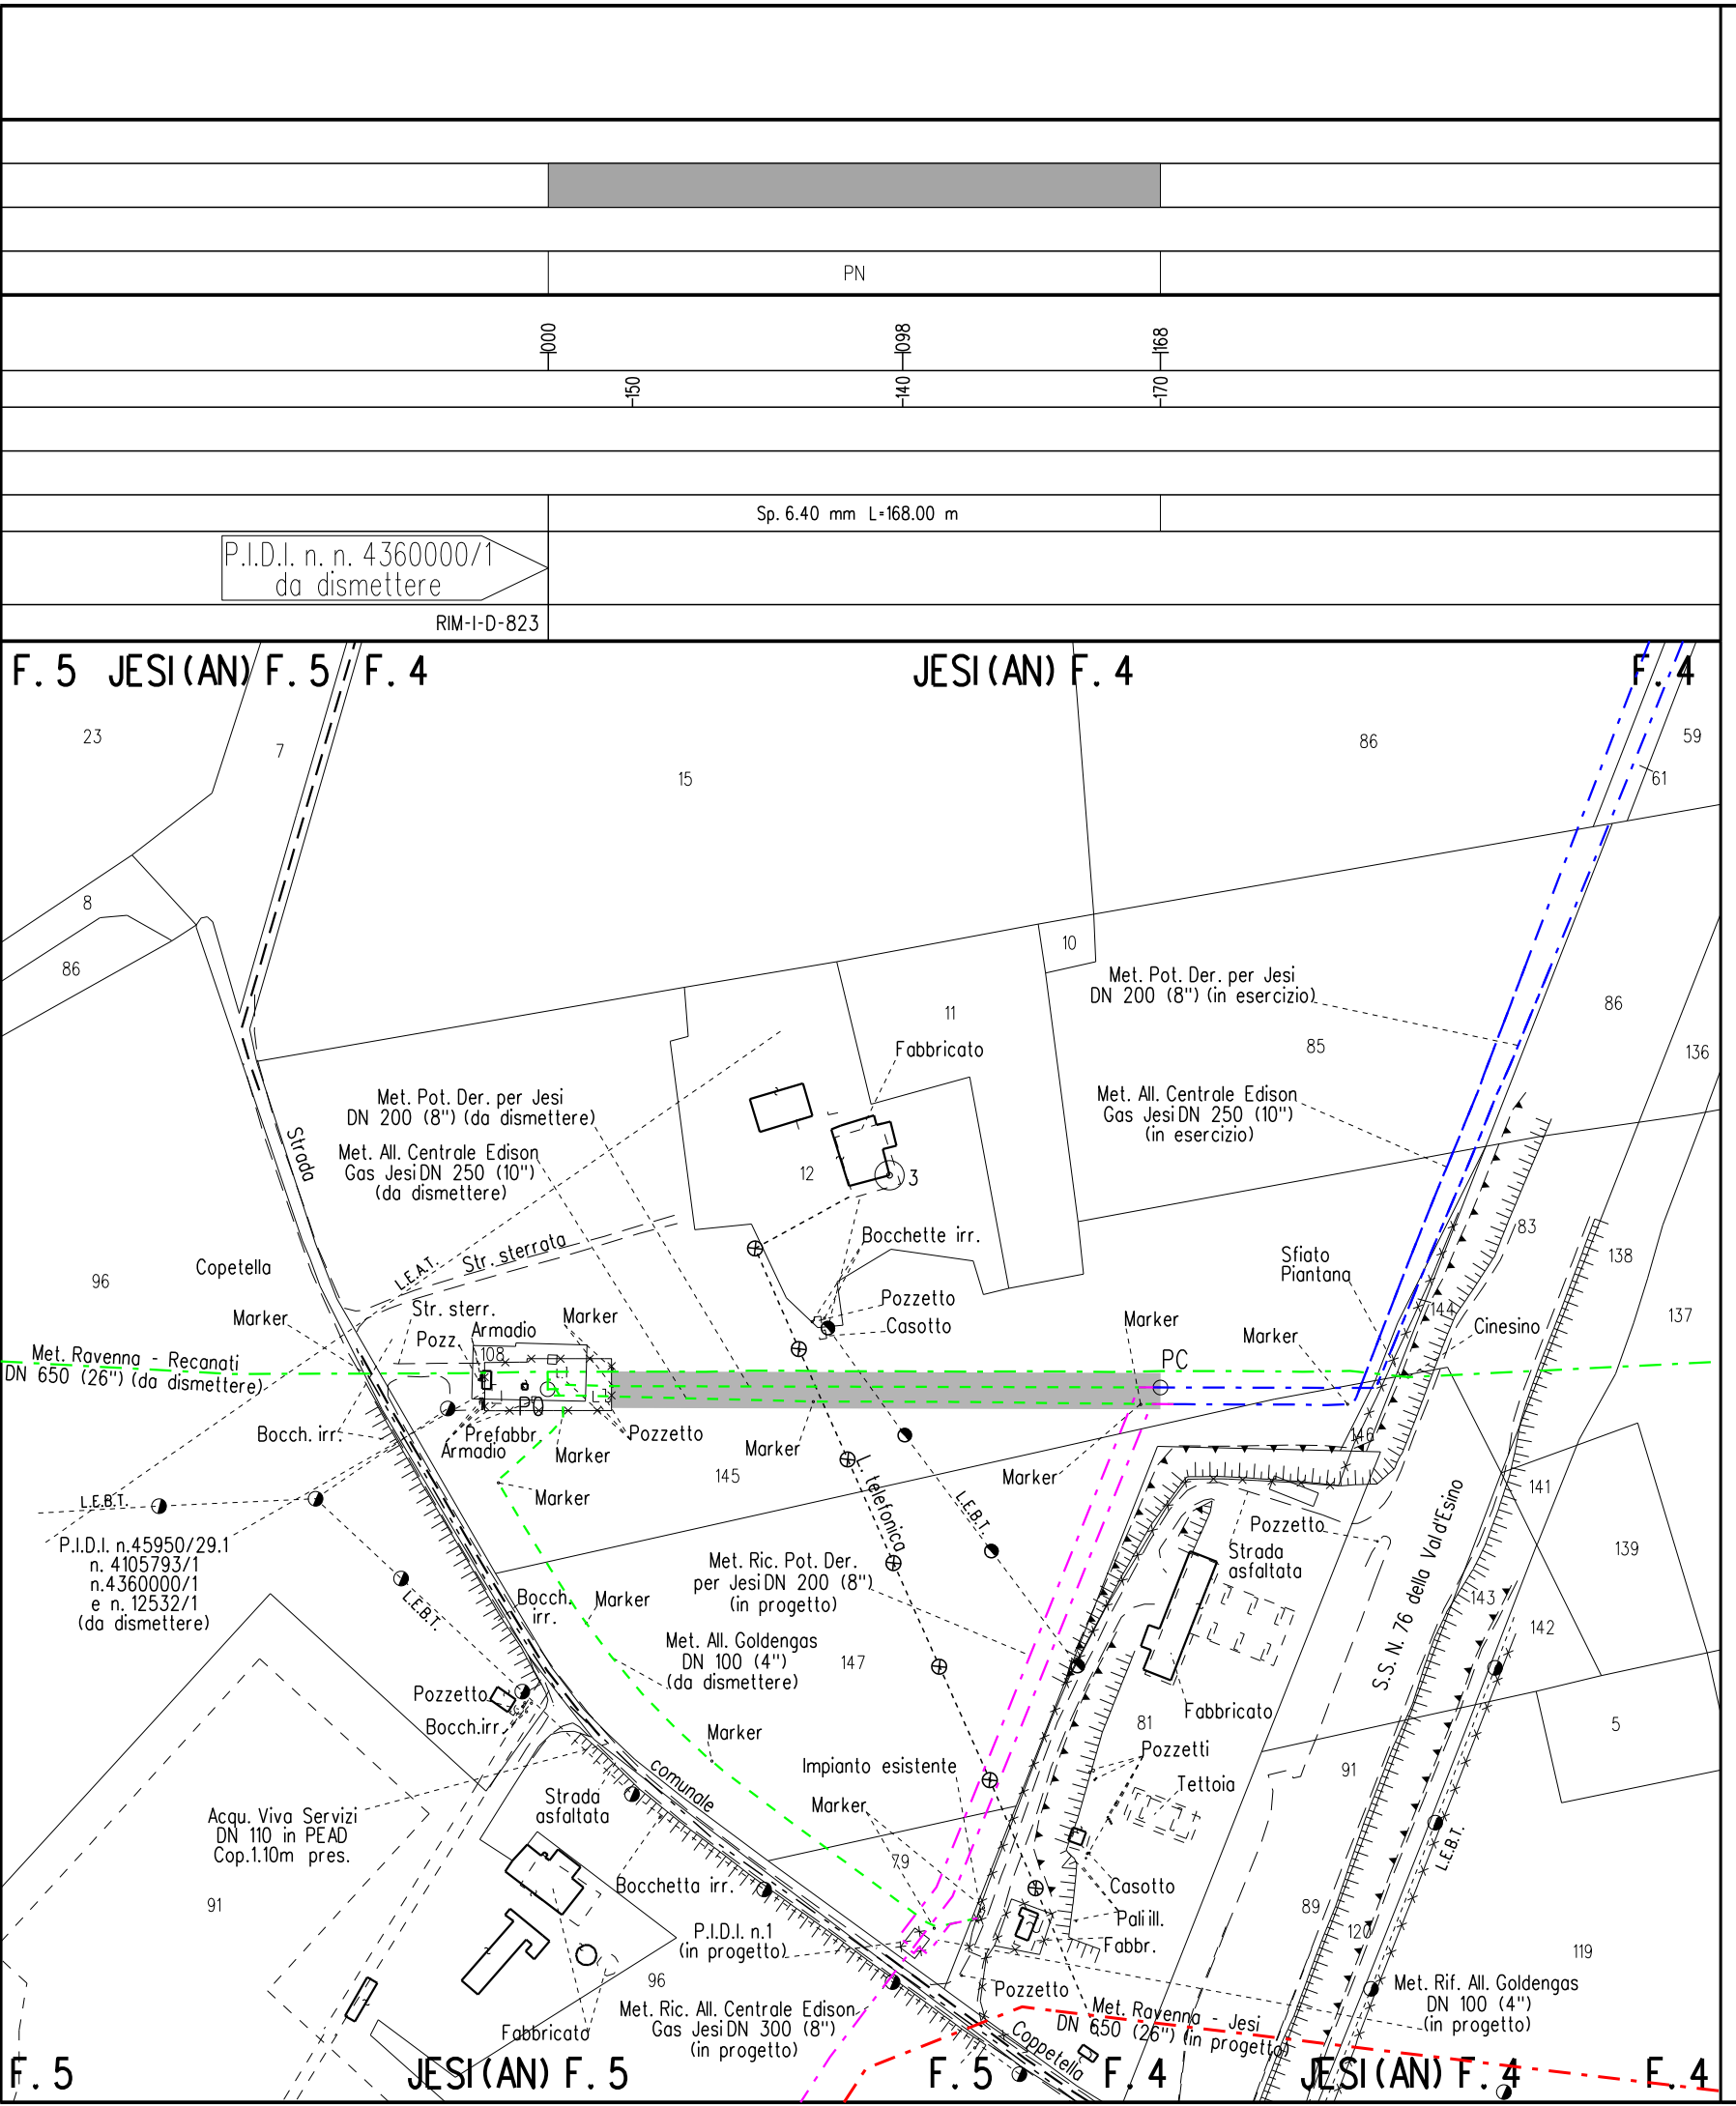 PN
000
098
168
150
140
170
Sp. 6.40 mm L=168.00 m
P.I.D.I. n. n. 4360000/1
da dismettere
RIM-I-D-823
F. 5 JESI (AN) F. 5 F. 4 JESI (AN) F. 4 F. 4
23
7
15
86
59
61
8
86
10
Met. Pot. Der. per Jesi
DN 200 (8") (in esercizio)
11
86
Fabbricato
85
136
Met. Pot. Der. per Jesi
DN 200 (8") (da dismettere)
Met. All. Centrale Edison
Gas Jesi DN 250 (10")
(in esercizio)
Strada
Met. All. Centrale Edison
Gas Jesi DN 250 (10")
(da dismettere)
12
3
Bocchette irr.
83
138
Str. sterrata
L.E.A.T.
Copetella
96
Sfiato
Piantana
Marker
Str. sterr.
Marker
Pozzetto
Casotto
Marker
Marker
144
Cinesino
137
Pozz.
Armadio
108
PC
Met. Ravenna - Recanati
DN 650 (26") (da dismettere)
P0
Bocch. irr.
Prefabbr.
Armadio
Marker
Pozzetto
Marker
146
Marker
145
Marker
L.E.B.T.
L. telefonica
L.E.B.T.
141
P.I.D.I. n.45950/29.1
n. 4105793/1
n.4360000/1
e n. 12532/1
(da dismettere)
Pozzetto
Strada
asfaltata
S.S. N. 76 della Val d'Esino
139
Met. Ric. Pot. Der.
per Jesi DN 200 (8")
(in progetto)
Bocch.
irr.
Marker
L.E.B.T.
143
142
Met. All. Goldengas
DN 100 (4")
(da dismettere)
147
Pozzetto
Bocch.irr.
Marker
Fabbricato
81
5
Pozzetti
Impianto esistente
Tettoia
91
comunale
Strada
asfaltata
Marker
Acqu. Viva Servizi
DN 110 in PEAD
Cop.1.10m pres.
L.E.B.T.
79
Bocchetta irr.
Casotto
91
89
Pali ill.
P.I.D.I. n.1
(in progetto)
Fabbr.
120
119
96
Pozzetto
Met. Rif. All. Goldengas
DN 100 (4")
(in progetto)
Met. Ric. All. Centrale Edison
Gas Jesi DN 300 (8")
(in progetto)
Met. Ravenna - Jesi
DN 650 (26") (in progetto)
Fabbricato
Coppetella
F. 5 JESI (AN) F. 5 F. 5 F. 4 JESI (AN) F. 4 F. 4